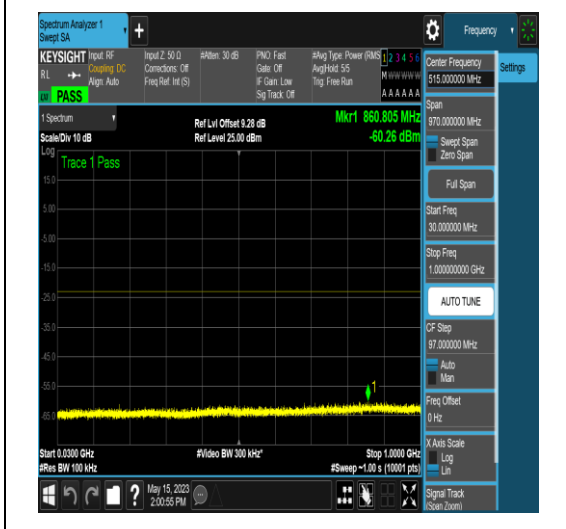 Spectrum Analyzer 1
Swept SA
+
Frequency
KEYSIGHT
RL
PASS
Input: RF
Coupling: DC
Align: Auto
Input Z: 50 Ω
Corrections: Off
Freq Ref: Int (S)
#Atten: 30 dB
PNO: Fast
Gate: Off
IF Gain: Low
Sig Track: Off
#Avg Type: Power (RMS
Avg|Hold: 5/5
Trig: Free Run
1 2 3 4 5 6
M W W W W W
A A A A A A
Center Frequency
515.000000 MHz
Settings
Span
970.000000 MHz
Swept Span
Zero Span
Full Span
Start Freq
30.000000 MHz
Stop Freq
1.000000000 GHz
AUTO TUNE
CF Step
97.000000 MHz
Auto
Man
Freq Offset
0 Hz
X Axis Scale
Log
Lin
Signal Track
(Span Zoom)
1 Spectrum
Scale/Div 10 dB
Ref Lvl Offset 9.28 dB
Ref Level 25.00 dBm
Mkr1 860.805 MHz
-60.26 dBm
Log
Trace 1 Pass
15.0
5.00
-5.00
-15.0
-25.0
-35.0
-45.0
-55.0
-65.0
1
Start 0.0300 GHz
#Res BW 100 kHz
#Video BW 300 kHz*
Stop 1.0000 GHz
#Sweep ~1.00 s (10001 pts)
?
May 15, 2023
2:00:55 PM